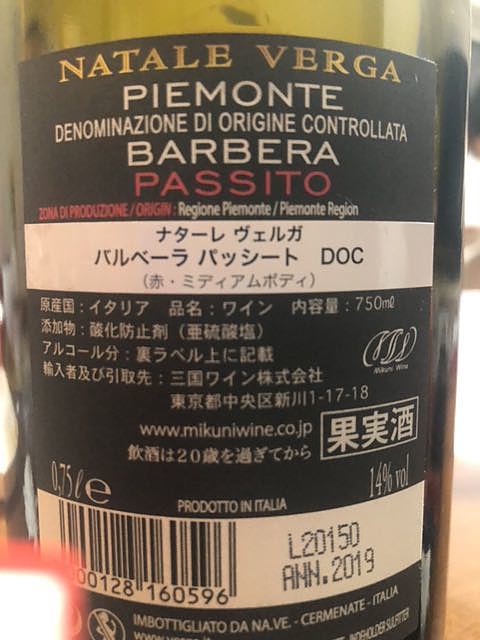 NATALE VERGA
PIEMONTE
DENOMINAZIONE DI ORIGINE CONTROLLATA
BARBERA
PASSITO
ZONA DI PRODUZIONE / ORIGIN: Regione Piemonte / Piemonte Region
ナターレ ヴェルガ
バルベーラ パッシート DOC
（赤・ミディアムボディ）
原産国：イタリア 品名：ワイン 内容量：750mℓ
添加物：酸化防止剤（亜硫酸塩）
アルコール分：裏ラベル上に記載
輸入者及び引取先：三国ワイン株式会社
東京都中央区新川1-17-18
Mikuni Wine
www.mikuniwine.co.jp
果実酒
飲酒は20歳を過ぎてから
0,75ℓ e
14% vol
PRODOTTO IN ITALIA
L20150
ANN.2019
00128 160596
IMBOTTIGLIATO DA NA.VE. - CERMENATE - ITALIA